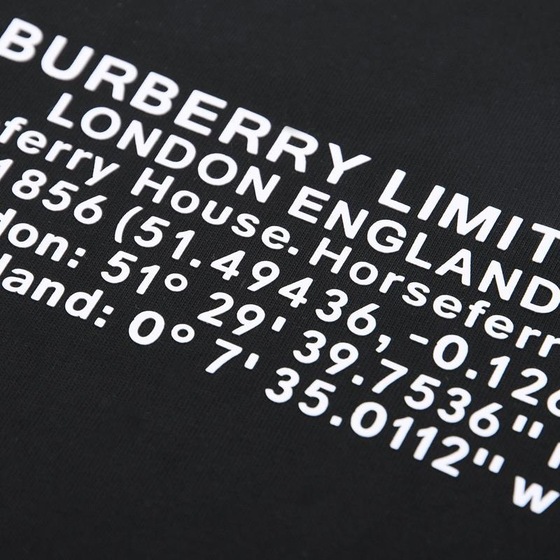 BURBERRY LIMIT
LONDON ENGLAND
ferry House. Horseferr
1856 (51.49436, -0.126
don: 51° 29' 39.7536"
land: 0° 7' 35.0112" w